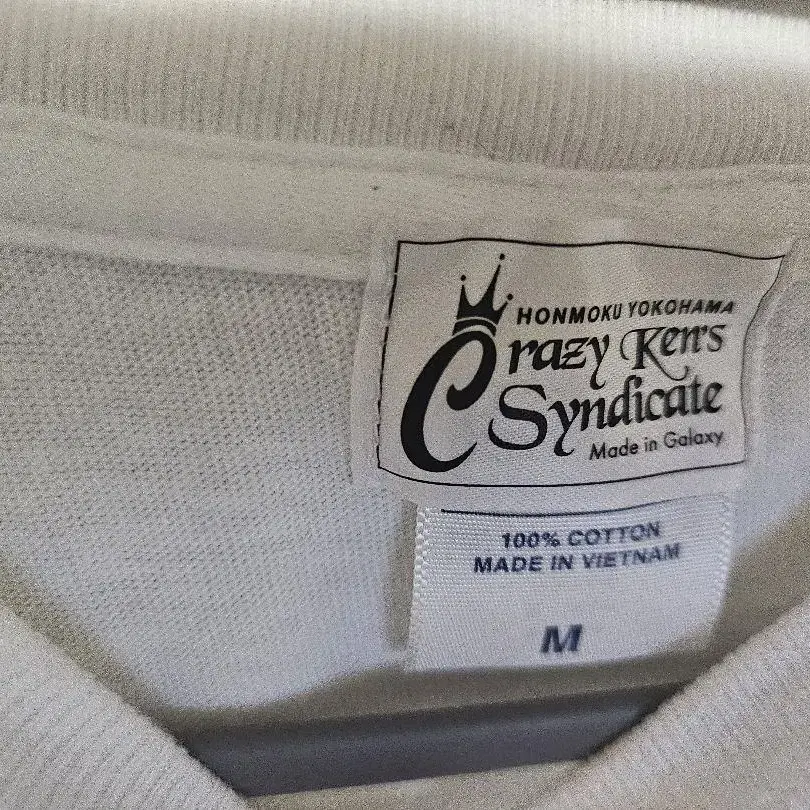 HONMOKU YOKOHAMA
Crazy Ken's
Syndicate
Made in Galaxy
100% COTTON
MADE IN VIETNAM
M